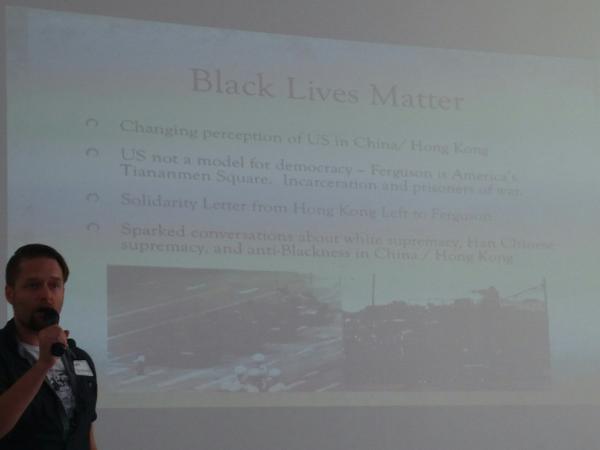 Black Lives Matter
Changing perception of US in China/ Hong Kong
US not a model for democracy – Ferguson is America's
Tiananmen Square. Incarceration and prisoners of war.
Solidarity Letter from Hong Kong Left to Ferguson
Sparked conversations about white supremacy, Han Chinese
supremacy, and anti-Blackness in China / Hong Kong